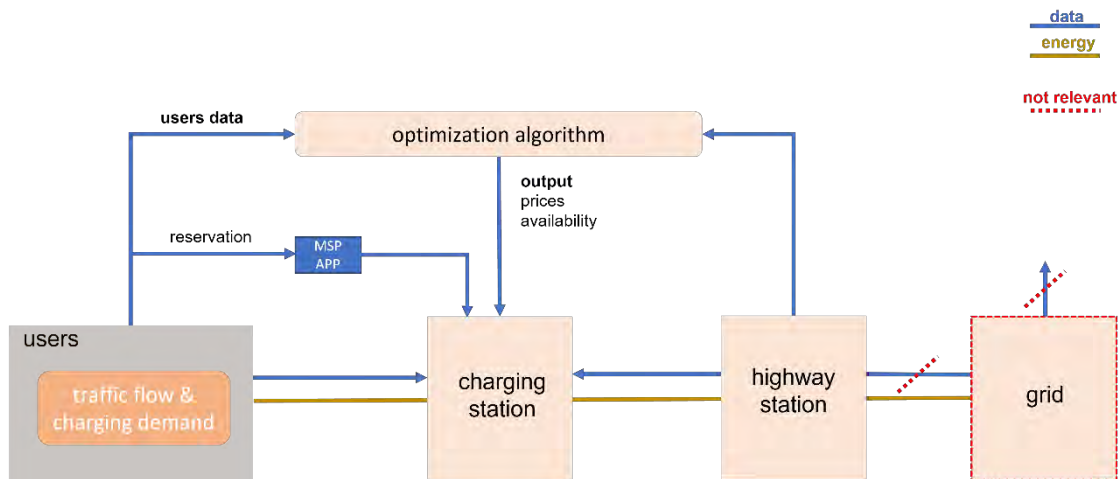 data
energy
not relevant
users data
optimization algorithm
output
prices
availability
reservation
MSP
APP
users
traffic flow &
charging demand
charging
station
highway
station
grid